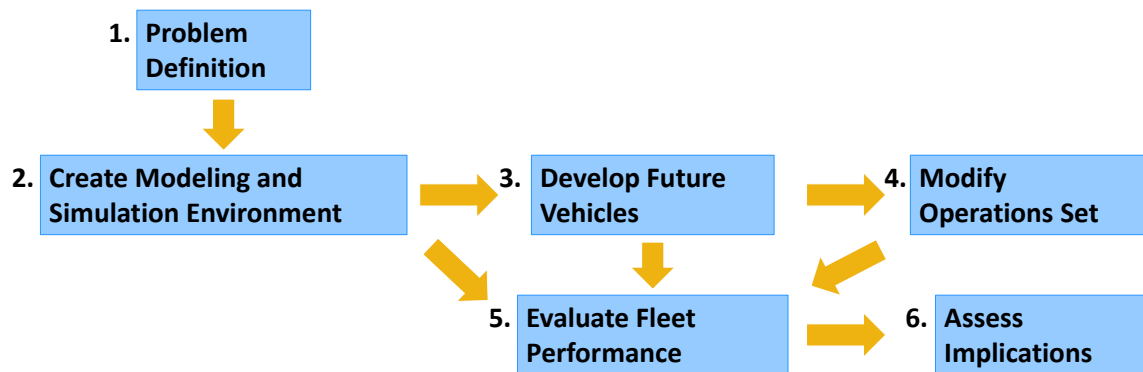 1. Problem
Definition
2. Create Modeling and
Simulation Environment
3. Develop Future
Vehicles
4. Modify
Operations Set
5. Evaluate Fleet
Performance
6. Assess
Implications